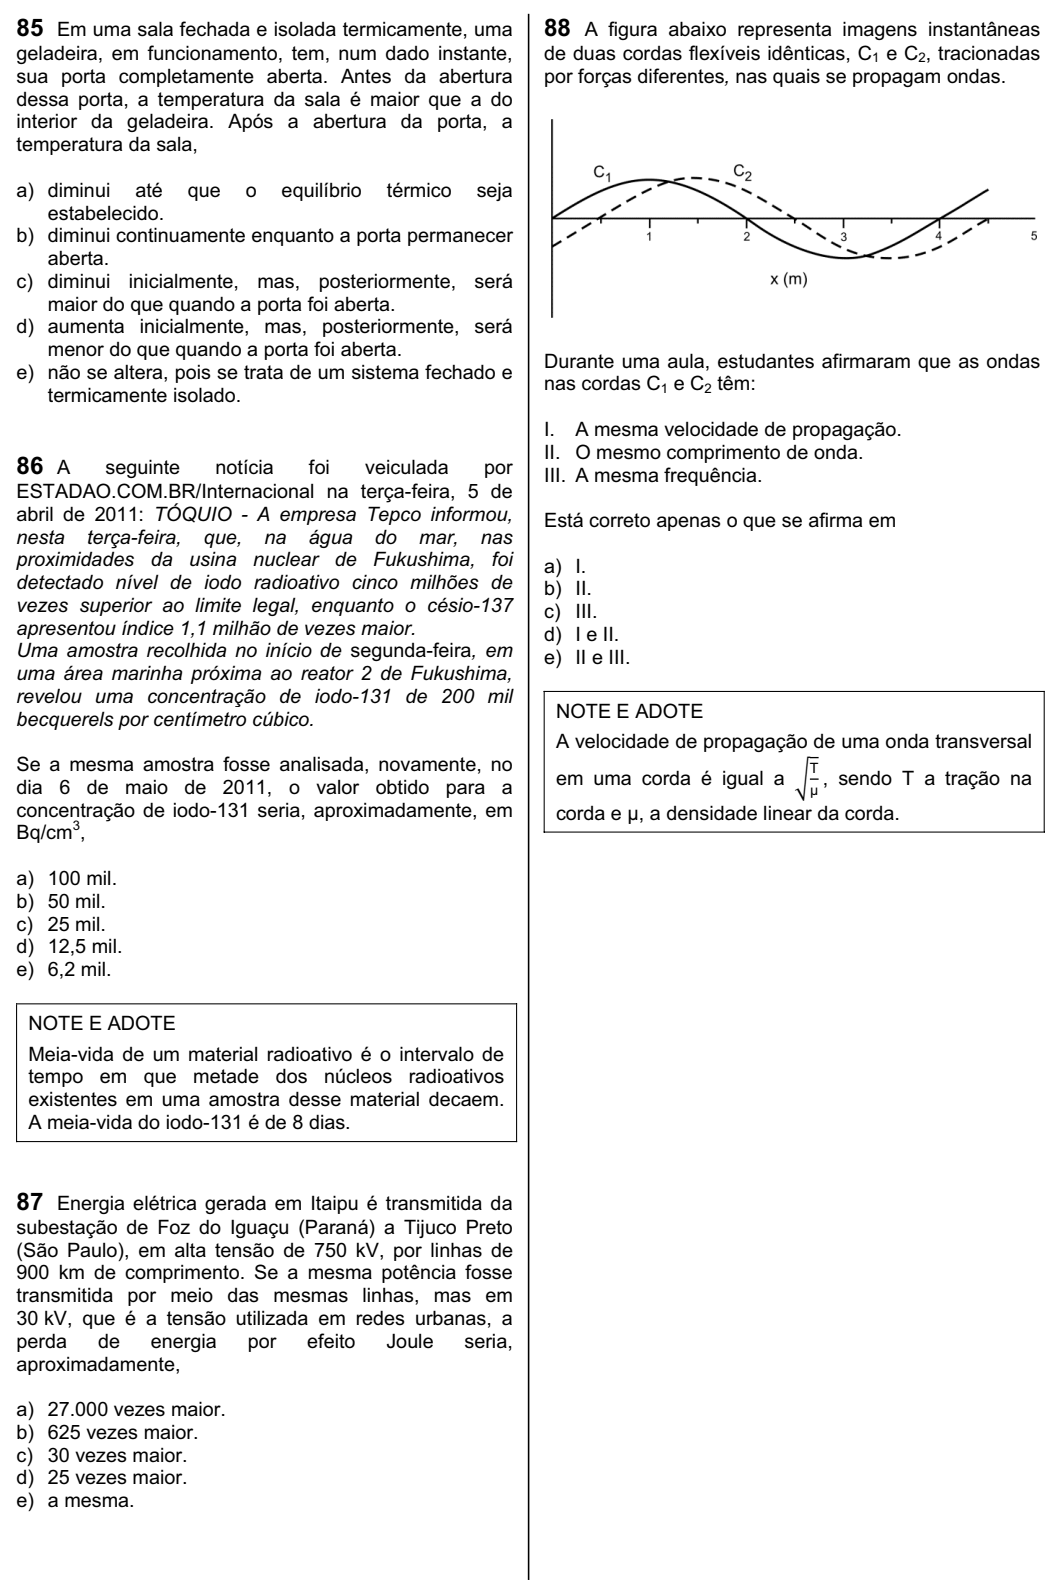 85 Em uma sala fechada e isolada termicamente, uma
geladeira, em funcionamento, tem, num dado instante,
sua porta completamente aberta. Antes da abertura
dessa porta, a temperatura da sala é maior que a do
interior da geladeira. Após a abertura da porta, a
temperatura da sala,
a) diminui até que o equilíbrio térmico seja
estabelecido.
b) diminui continuamente enquanto a porta permanecer
aberta.
c) diminui inicialmente, mas, posteriormente, será
maior do que quando a porta foi aberta.
d) aumenta inicialmente, mas, posteriormente, será
menor do que quando a porta foi aberta.
e) não se altera, pois se trata de um sistema fechado e
termicamente isolado.
86 A seguinte notícia foi veiculada por
ESTADAO.COM.BR/Internacional na terça-feira, 5 de
abril de 2011: TÓQUIO - A empresa Tepco informou,
nesta terça-feira, que, na água do mar, nas
proximidades da usina nuclear de Fukushima, foi
detectado nível de iodo radioativo cinco milhões de
vezes superior ao limite legal, enquanto o césio-137
apresentou índice 1,1 milhão de vezes maior.
Uma amostra recolhida no início de segunda-feira, em
uma área marinha próxima ao reator 2 de Fukushima,
revelou uma concentração de iodo-131 de 200 mil
becquerels por centímetro cúbico.
Se a mesma amostra fosse analisada, novamente, no
dia 6 de maio de 2011, o valor obtido para a
concentração de iodo-131 seria, aproximadamente, em
Bq/cm³,
a) 100 mil.
b) 50 mil.
c) 25 mil.
d) 12,5 mil.
e) 6,2 mil.
NOTE E ADOTE
Meia-vida de um material radioativo é o intervalo de
tempo em que metade dos núcleos radioativos
existentes em uma amostra desse material decaem.
A meia-vida do iodo-131 é de 8 dias.
87 Energia elétrica gerada em Itaipu é transmitida da
subestação de Foz do Iguaçu (Paraná) a Tijuco Preto
(São Paulo), em alta tensão de 750 kV, por linhas de
900 km de comprimento. Se a mesma potência fosse
transmitida por meio das mesmas linhas, mas em
30 kV, que é a tensão utilizada em redes urbanas, a
perda de energia por efeito Joule seria,
aproximadamente,
a) 27.000 vezes maior.
b) 625 vezes maior.
c) 30 vezes maior.
d) 25 vezes maior.
e) a mesma.
88 A figura abaixo representa imagens instantâneas
de duas cordas flexíveis idênticas, C₁ e C₂, tracionadas
por forças diferentes, nas quais se propagam ondas.
C₁ C₂
1 2 3 4 5
x (m)
Durante uma aula, estudantes afirmaram que as ondas
nas cordas C₁ e C₂ têm:
I. A mesma velocidade de propagação.
II. O mesmo comprimento de onda.
III. A mesma frequência.
Está correto apenas o que se afirma em
a) I.
b) II.
c) III.
d) I e II.
e) II e III.
NOTE E ADOTE
A velocidade de propagação de uma onda transversal
em uma corda é igual a √(T/μ), sendo T a tração na
corda e μ, a densidade linear da corda.